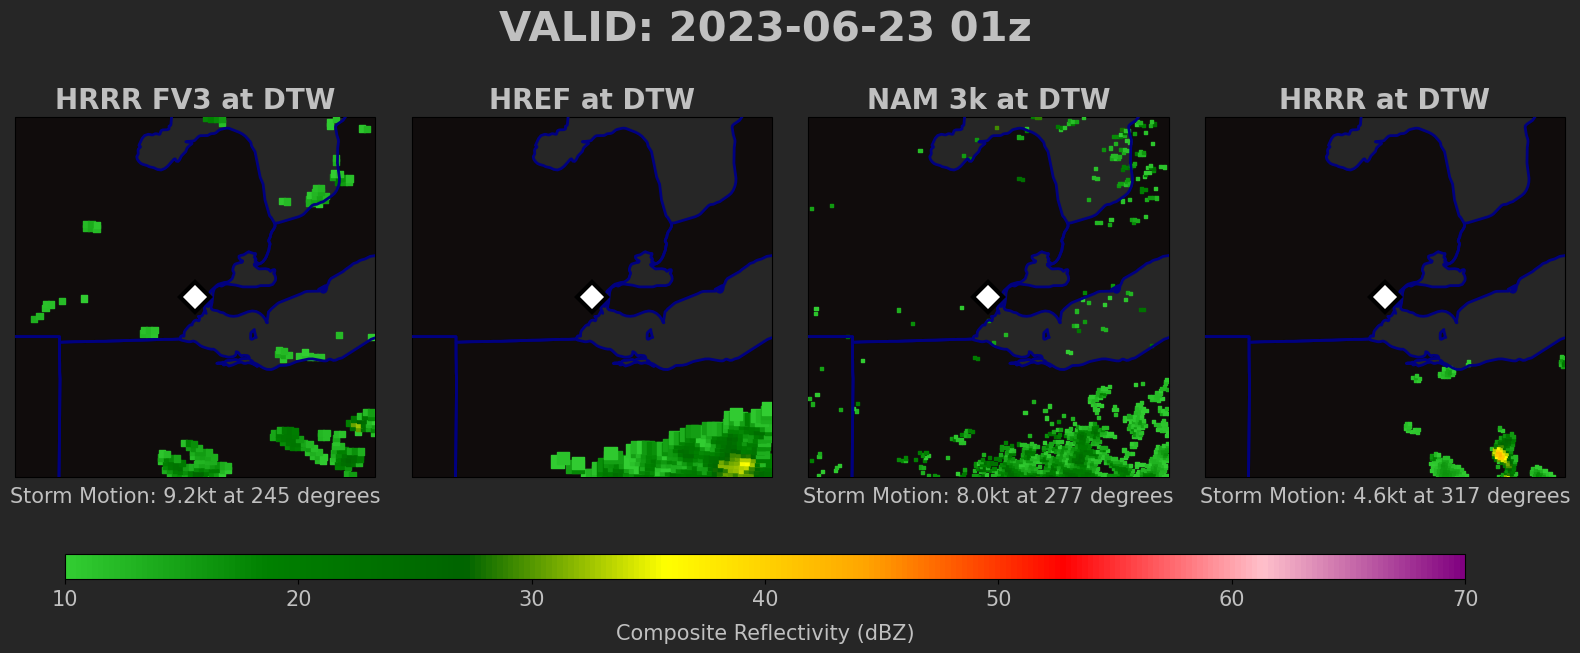 VALID: 2023-06-23 01z
HRRR FV3 at DTW
HREF at DTW
NAM 3k at DTW
HRRR at DTW
Storm Motion: 9.2kt at 245 degrees
Storm Motion: 8.0kt at 277 degrees
Storm Motion: 4.6kt at 317 degrees
10 20 30 40 50 60 70
Composite Reflectivity (dBZ)